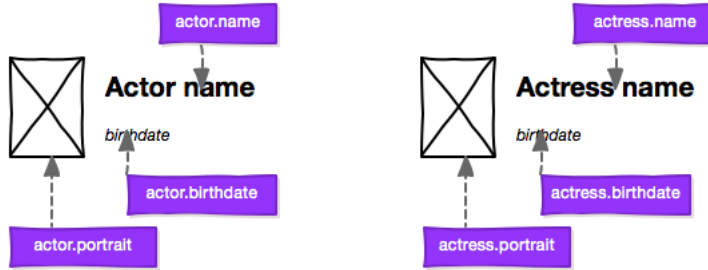 actor.name
Actor name
birthdate
actor.birthdate
actor.portrait
actress.name
Actress name
birthdate
actress.birthdate
actress.portrait